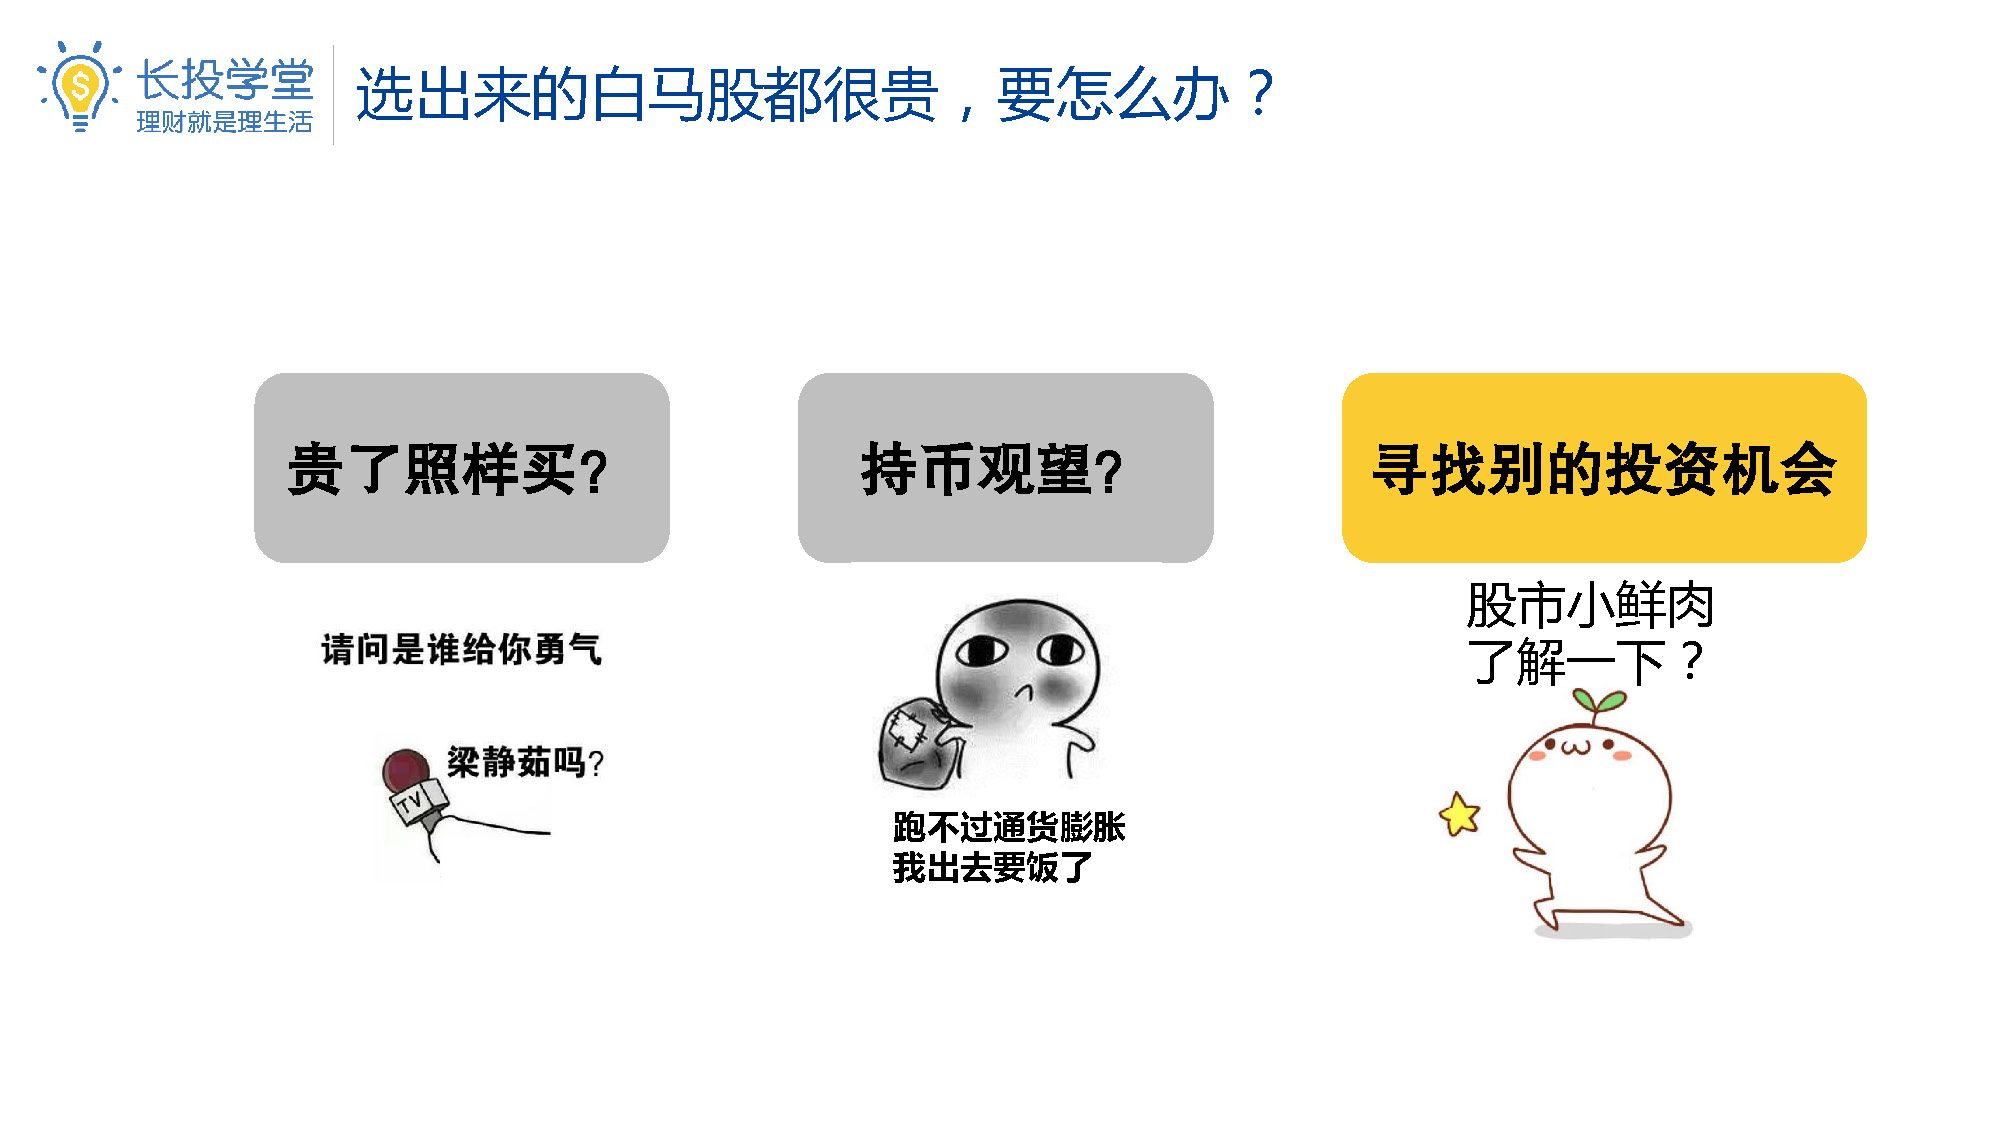 长投学堂
理财就是理生活
选出来的白马股都很贵，要怎么办？
贵了照样买?
持币观望?
寻找别的投资机会
请问是谁给你勇气
梁静茹吗?
TV
跑不过通货膨胀
我出去要饭了
股市小鲜肉
了解一下？